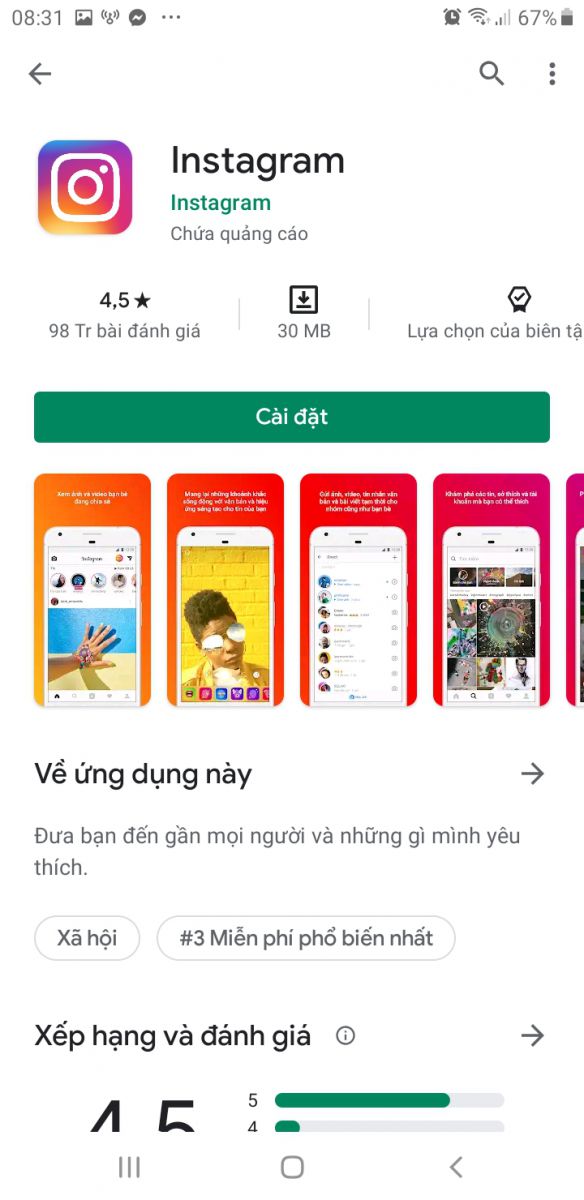 08:31
67%
Instagram
Instagram
Chứa quảng cáo
4,5★
98 Tr bài đánh giá
30 MB
Lựa chọn của biên tậ
Cài đặt
Xem ảnh và video bạn bè
đang chia sẻ
Mang lại những khoảnh khắc
sống động với văn bản và hiệu
ứng sáng tạo cho tin của bạn
Gửi ảnh, video, tin nhắn văn
bản và bài viết tạm thời cho
nhóm cũng như bạn bè
Khám phá các tin, sở thích và tài
khoản mà bạn có thể thích
Instagram
Direct
Tìm kiếm
Về ứng dụng này
Đưa bạn đến gần mọi người và những gì mình yêu
thích.
Xã hội
#3 Miễn phí phổ biến nhất
Xếp hạng và đánh giá
4,5
5
4